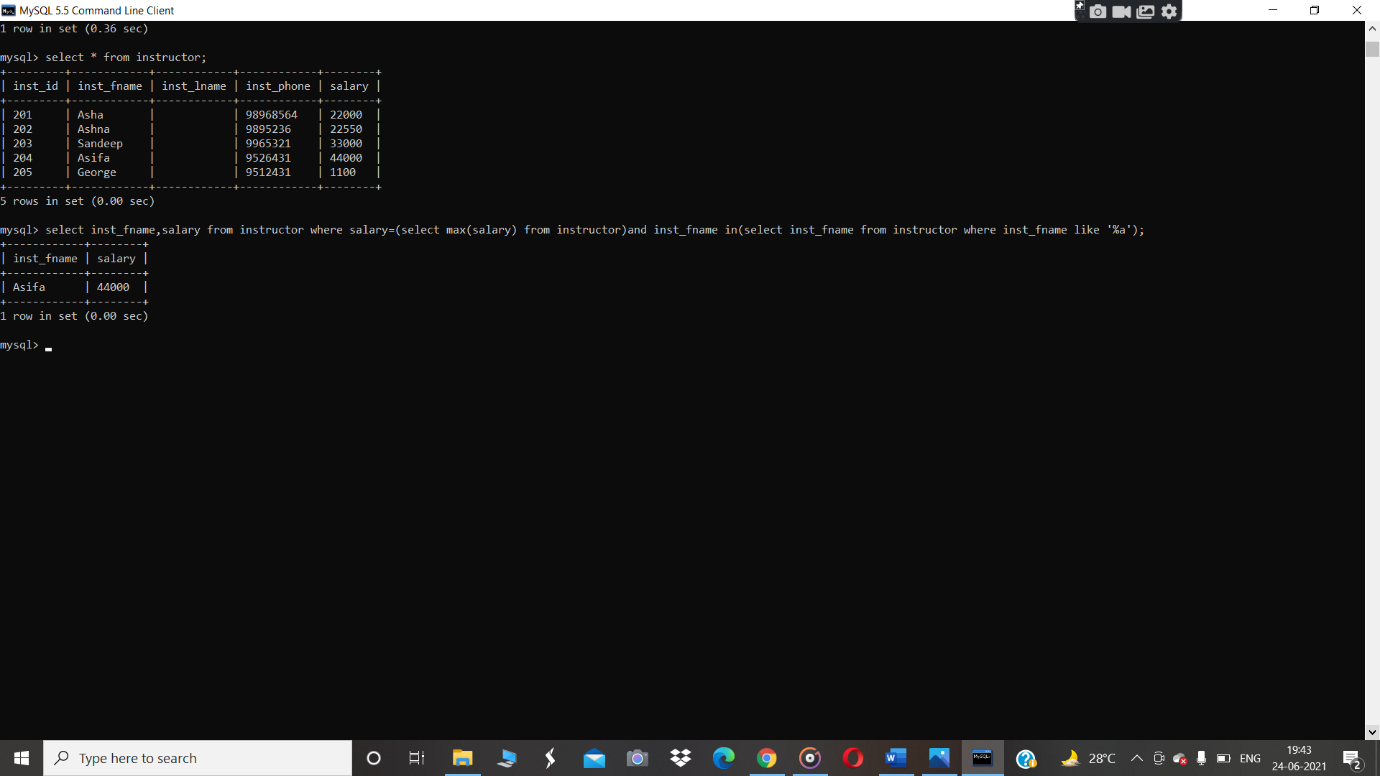 MySQL 5.5 Command Line Client
1 row in set (0.36 sec)
mysql> select * from instructor;
+---------+------------+------------+------------+--------+
| inst_id | inst_fname | inst_lname | inst_phone | salary |
+---------+------------+------------+------------+--------+
| 201     | Asha       |            | 98968564   | 22000  |
| 202     | Ashna      |            | 9895236    | 22550  |
| 203     | Sandeep    |            | 9965321    | 33000  |
| 204     | Asifa      |            | 9526431    | 44000  |
| 205     | George     |            | 9512431    | 1100   |
+---------+------------+------------+------------+--------+
5 rows in set (0.00 sec)
mysql> select inst_fname,salary from instructor where salary=(select max(salary) from instructor)and inst_fname in(select inst_fname from instructor where inst_fname like '%a');
+------------+--------+
| inst_fname | salary |
+------------+--------+
| Asifa      | 44000  |
+------------+--------+
1 row in set (0.00 sec)
mysql> _
Type here to search
28°C
ENG
19:43
24-06-2021
2